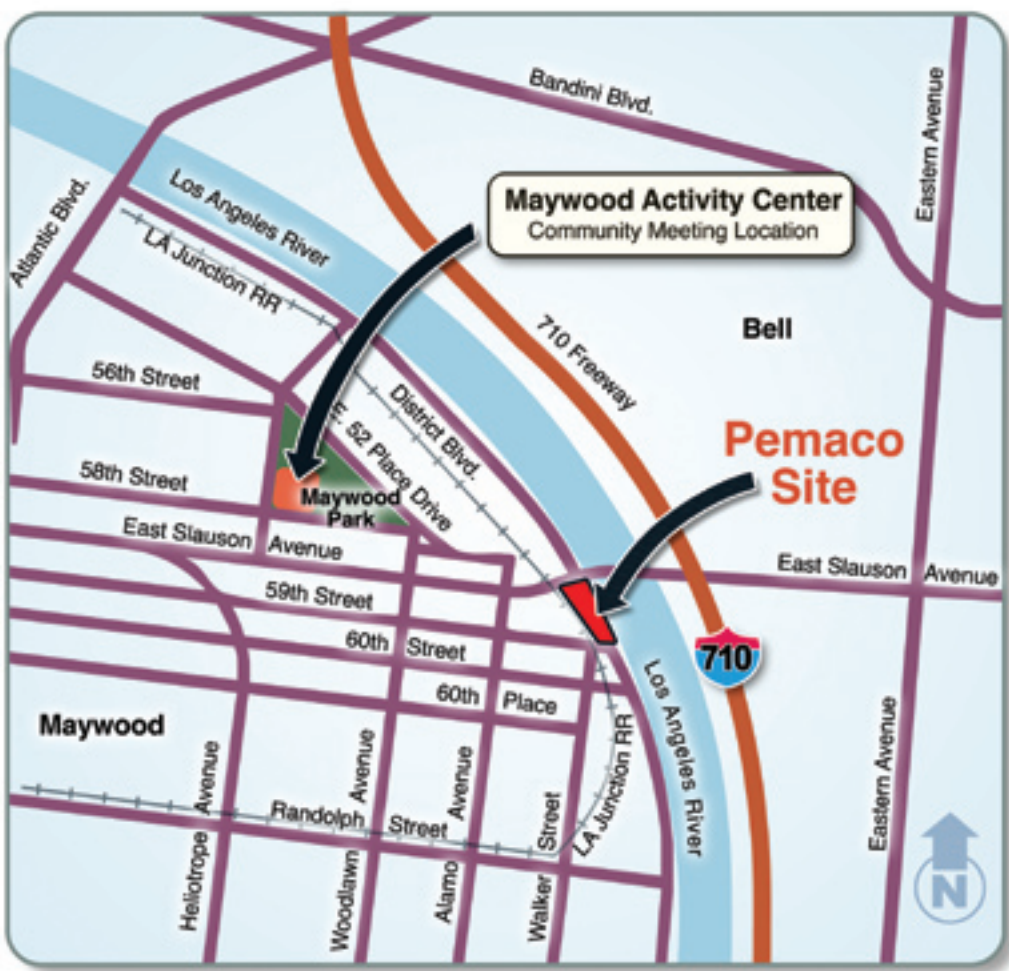 Bandini Blvd.
Eastern Avenue
Los Angeles River
Maywood Activity Center
Community Meeting Location
Atlantic Blvd.
LA Junction RR
710 Freeway
Bell
56th Street
District Blvd.
E. 52 Place Drive
Pemaco
Site
58th Street
Maywood
Park
East Slauson Avenue
East Slauson Avenue
59th Street
60th Street
710
60th Place
Los Angeles River
Maywood
LA Junction RR
Eastern Avenue
Randolph Street
Heliotrope Avenue
Woodlawn Avenue
Alamo Avenue
Walker Street
N